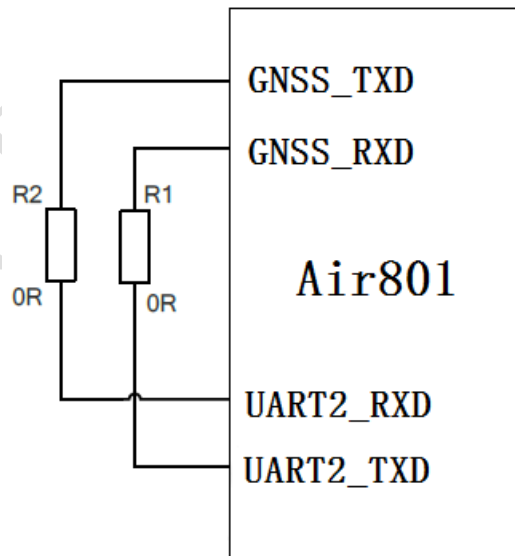 GNSS_TXD
GNSS_RXD
R2
R1
0R
0R
Air801
UART2_RXD
UART2_TXD